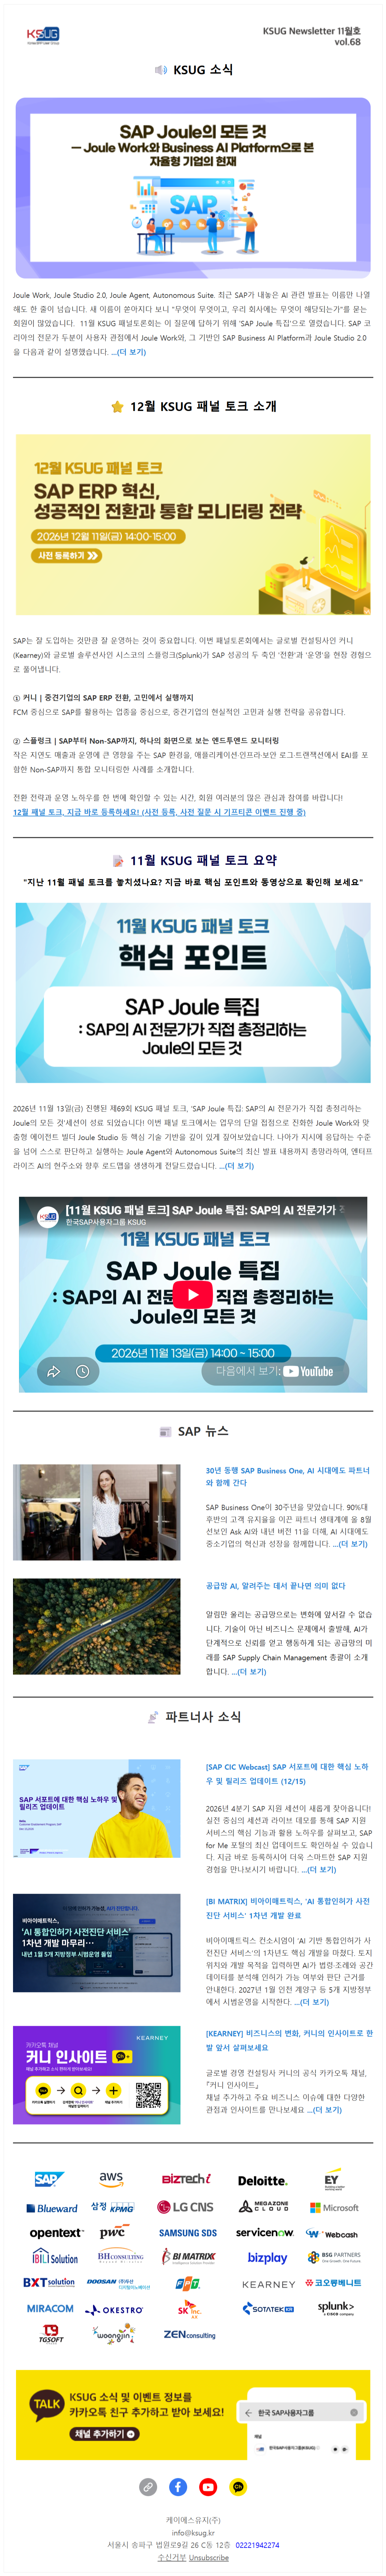 KSUG
KSUG Newsletter 11월호
vol.68
KSUG 소식
SAP Joule의 모든 것
– Joule Work와 Business AI Platform으로 본
자율형 기업의 현재
SAP
Joule Work, Joule Studio 2.0, Joule Agent, Autonomous Suite. 최근 SAP가 내놓은 AI 관련 발표는 이름만 나열
해도 한 줄이 넘습니다. 새 이름이 쏟아지다 보니 "무엇이 무엇이고, 우리 회사에는 무엇이 해당되는가"를 묻는
회원이 많았습니다. 11월 KSUG 패널토론회는 이 질문에 답하기 위해 'SAP Joule 특집'으로 열렸습니다. SAP 코
리아의 전문가 두분이 사용자 관점에서 Joule Work와, 그 기반인 SAP Business AI Platform과 Joule Studio 2.0
을 다음과 같이 설명했습니다. ...(더 보기)
12월 KSUG 패널 토크 소개
12월 KSUG 패널 토크
SAP ERP 혁신,
성공적인 전환과 통합 모니터링 전략
2026년 12월 11일(금) 14:00-15:00
사전 등록하기
SAP는 잘 도입하는 것만큼 잘 운영하는 것이 중요합니다. 이번 패널토론회에서는 글로벌 컨설팅사인 커니
(Kearney)와 글로벌 솔루션사인 시스코의 스플렁크(Splunk)가 SAP 성공의 두 축인 '전환'과 '운영'을 현장 경험으
로 풀어냅니다.
① 커니 | 중견기업의 SAP ERP 전환, 고민에서 실행까지
FCM 중심으로 SAP를 활용하는 업종을 중심으로, 중견기업의 현실적인 고민과 실행 전략을 공유합니다.
② 스플렁크 | SAP부터 Non-SAP까지, 하나의 화면으로 보는 엔드투엔드 모니터링
작은 지연도 매출과 운영에 큰 영향을 주는 SAP 환경을, 애플리케이션·인프라·보안 로그·트랜잭션에서 EAI를 포
함한 Non-SAP까지 통합 모니터링한 사례를 소개합니다.
전환 전략과 운영 노하우를 한 번에 확인할 수 있는 시간, 회원 여러분의 많은 관심과 참여를 바랍니다!
12월 패널 토크, 지금 바로 등록하세요! (사전 등록, 사전 질문 시 기프티콘 이벤트 진행 중)
11월 KSUG 패널 토크 요약
"지난 11월 패널 토크를 놓치셨나요? 지금 바로 핵심 포인트와 동영상으로 확인해 보세요"
11월 KSUG 패널 토크
핵심 포인트
SAP Joule 특집
: SAP의 AI 전문가가 직접 총정리하는
Joule의 모든 것
2026년 11월 13일(금) 진행된 제69회 KSUG 패널 토크, 'SAP Joule 특집: SAP의 AI 전문가가 직접 총정리하는
Joule의 모든 것'세션이 성료 되었습니다! 이번 패널 토크에서는 업무의 단일 접점으로 진화한 Joule Work와 맞
춤형 에이전트 빌더 Joule Studio 등 핵심 기술 기반을 깊이 있게 짚어보았습니다. 나아가 지시에 응답하는 수준
을 넘어 스스로 판단하고 실행하는 Joule Agent와 Autonomous Suite의 최신 발표 내용까지 총망라하여, 엔터프
라이즈 AI의 현주소와 향후 로드맵을 생생하게 전달드렸습니다. ...(더 보기)
[11월 KSUG 패널 토크] SAP Joule 특집: SAP의 AI 전문가가 직
한국SAP사용자그룹 KSUG
SAP Joule 특집
: SAP의 AI 전문가가 직접 총정리하는
Joule의 모든 것
2026년 11월 13일(금) 14:00 ~ 15:00
다음에서 보기: YouTube
SAP 뉴스
30년 동행 SAP Business One, AI 시대에도 파트너
와 함께 간다
SAP Business One이 30주년을 맞았습니다. 90%대
후반의 고객 유지율을 이끈 파트너 생태계에 올 8월
선보인 Ask AI와 내년 버전 11을 더해, AI 시대에도
중소기업의 혁신과 성장을 함께합니다. ...(더 보기)
공급망 AI, 알려주는 데서 끝나면 의미 없다
알림만 울리는 공급망으로는 변화에 앞서갈 수 없습
니다. 기술이 아닌 비즈니스 문제에서 출발해, AI가
단계적으로 신뢰를 얻고 행동하게 되는 공급망의 미
래를 SAP Supply Chain Management 총괄이 소개
합니다. ...(더 보기)
파트너사 소식
SAP 서포트에 대한 핵심 노하우 및
릴리즈 업데이트
[SAP CIC Webcast] SAP 서포트에 대한 핵심 노하
우 및 릴리즈 업데이트 (12/15)
2026년 4분기 SAP 지원 세션이 새롭게 찾아옵니다!
실전 중심의 세션과 라이브 데모를 통해 SAP 지원
서비스의 핵심 기능과 활용 노하우를 살펴보고, SAP
for Me 포털의 최신 업데이트도 확인하실 수 있습니
다. 지금 바로 등록하시어 더욱 스마트한 SAP 지원
경험을 만나보시기 바랍니다. ...(더 보기)
비아이매트릭스,
'AI 통합인허가 사전진단 서비스'
1차년 개발 마무리…
내년 1월 5개 지방정부 시범운영 돌입
[BI MATRIX] 비아이매트릭스, 'AI 통합인허가 사전
진단 서비스' 1차년 개발 완료
비아이매트릭스 컨소시엄이 'AI 기반 통합인허가 사
전진단 서비스'의 1차년도 핵심 개발을 마쳤다. 토지
위치와 개발 목적을 입력하면 AI가 법령·조례와 공간
데이터를 분석해 인허가 가능 여부와 판단 근거를
안내한다. 2027년 1월 인천 계양구 등 5개 지방정부
에서 시범운영을 시작한다. ...(더 보기)
KEARNEY
카카오톡 채널
커니 인사이트
[KEARNEY] 비즈니스의 변화, 커니의 인사이트로 한
발 앞서 살펴보세요
글로벌 경영 컨설팅사 커니의 공식 카카오톡 채널,
『커니 인사이트』
채널 추가하고 주요 비즈니스 이슈에 대한 다양한
관점과 인사이트를 만나보세요 ...(더 보기)
SAP aws BIZTECHi Deloitte. EY
Blueward 삼정 KPMG LG CNS MEGAZONE CLOUD Microsoft
opentext pwc SAMSUNG SDS servicenow Webcash
IBILI Solution BH CONSULTING BI MATRIX bizplay BSG PARTNERS
BXT solution DOOSAN (주)두산 디지털이노베이션 FPT KEARNEY 코오롱베니트
MIRACOM OKESTRO SK Inc. AX SOTATEK KR splunk> a CISCO company
TGSOFT woongjin ZEN consulting
TALK
KSUG 소식 및 이벤트 정보를
카카오톡 친구 추가하고 받아 보세요!
채널 추가하기
한국 SAP사용자그룹
채널
한국SAP사용자그룹(KSUG)
Ch
케이에스유지(주)
info@ksug.kr
서울시 송파구 법원로9길 26 C동 12층 02221942274
수신거부 Unsubscribe